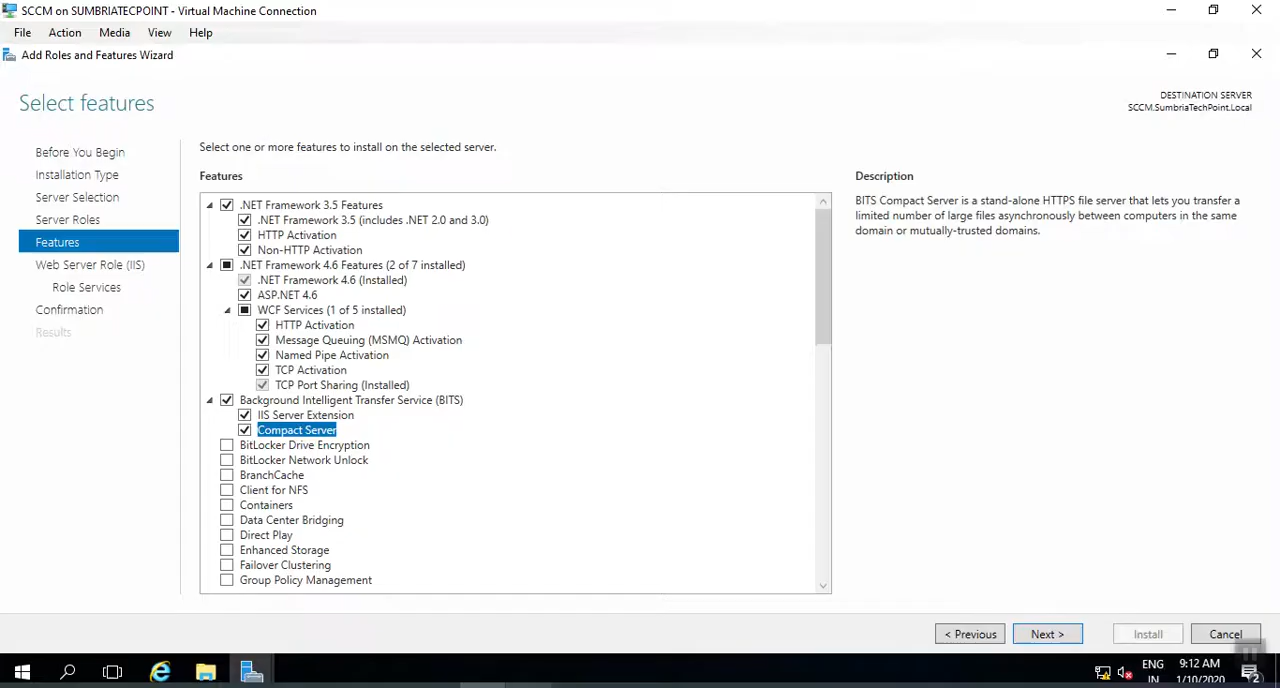 SCCM on SUMBRIATECPOINT - Virtual Machine Connection
File Action Media View Help
Add Roles and Features Wizard
Select features
DESTINATION SERVER
SCCM.SumbriaTechPoint.Local
Before You Begin
Installation Type
Server Selection
Server Roles
Features
Web Server Role (IIS)
Role Services
Confirmation
Results
Select one or more features to install on the selected server.
Features
.NET Framework 3.5 Features
.NET Framework 3.5 (includes .NET 2.0 and 3.0)
HTTP Activation
Non-HTTP Activation
.NET Framework 4.6 Features (2 of 7 installed)
.NET Framework 4.6 (Installed)
ASP.NET 4.6
WCF Services (1 of 5 installed)
HTTP Activation
Message Queuing (MSMQ) Activation
Named Pipe Activation
TCP Activation
TCP Port Sharing (Installed)
Background Intelligent Transfer Service (BITS)
IIS Server Extension
Compact Server
BitLocker Drive Encryption
BitLocker Network Unlock
BranchCache
Client for NFS
Containers
Data Center Bridging
Direct Play
Enhanced Storage
Failover Clustering
Group Policy Management
Description
BITS Compact Server is a stand-alone HTTPS file server that lets you transfer a
limited number of large files asynchronously between computers in the same
domain or mutually-trusted domains.
< Previous
Next >
Install
Cancel
ENG
IN
9:12 AM
1/10/2020
2